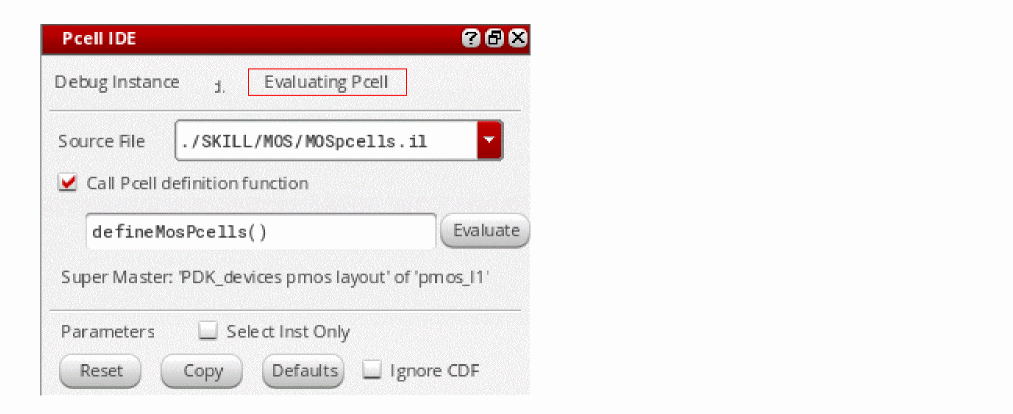 Pcell IDE
Debug Instance 1. Evaluating Pcell
Source File ./SKILL/MOS/MOSpcells.il
Call Pcell definition function
defineMosPcells() Evaluate
Super Master: 'PDK_devices pmos layout' of 'pmos_I1'
Parameters Select Inst Only
Reset Copy Defaults Ignore CDF